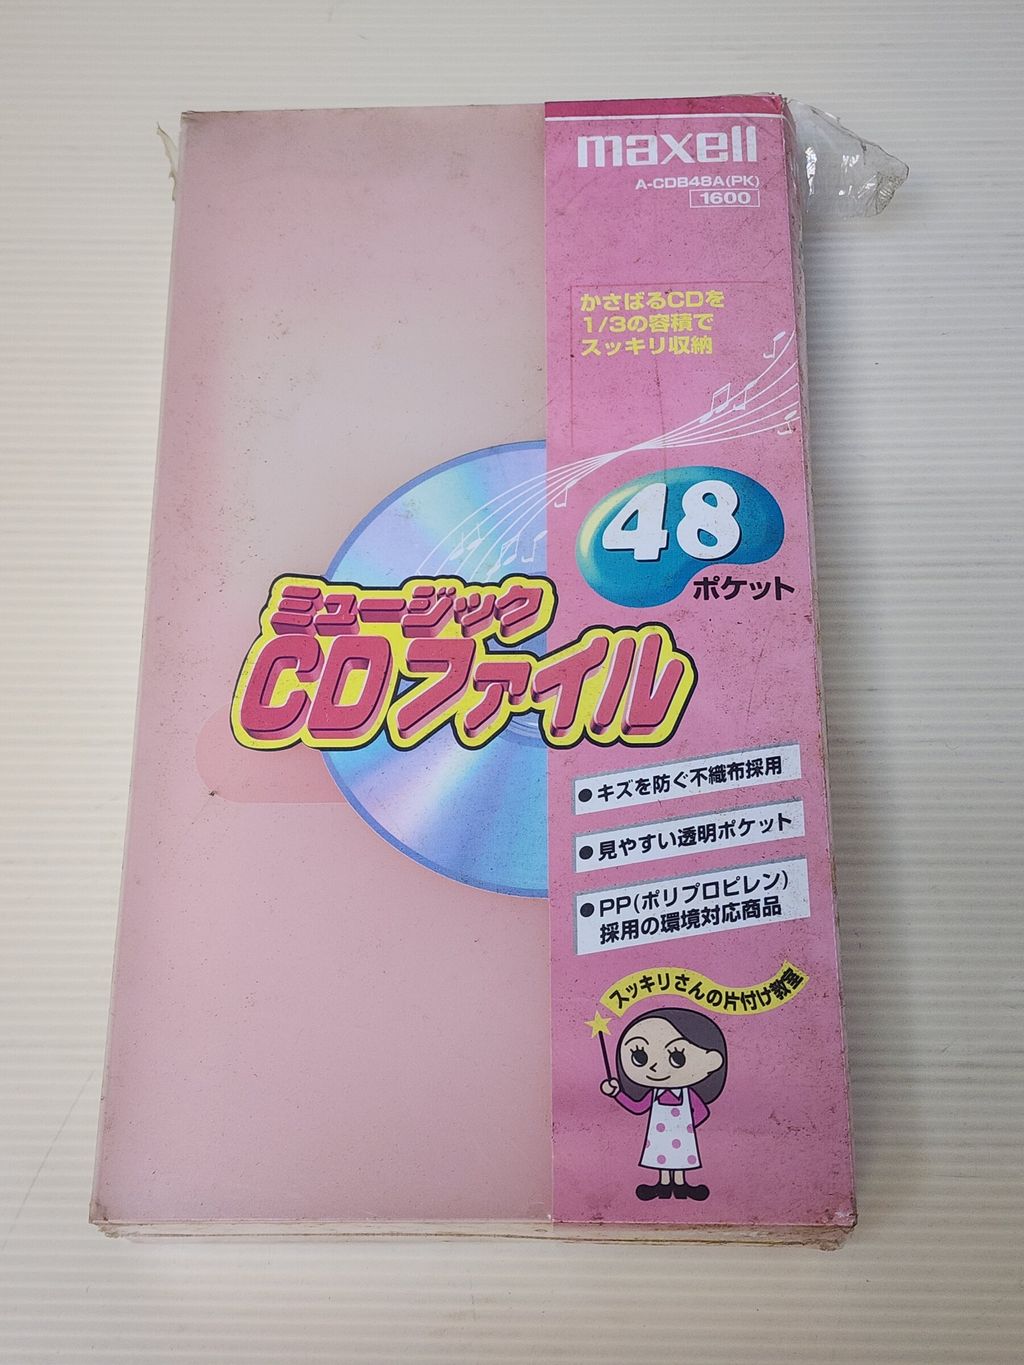 maxell
A-CDB48A(PK)
1600
かさばるCDを
1/3の容積で
スッキリ収納
48
ポケット
ミュージック
CDファイル
●キズを防ぐ不織布採用
●見やすい透明ポケット
●PP(ポリプロピレン)
採用の環境対応商品
スッキリさんの片付け教室